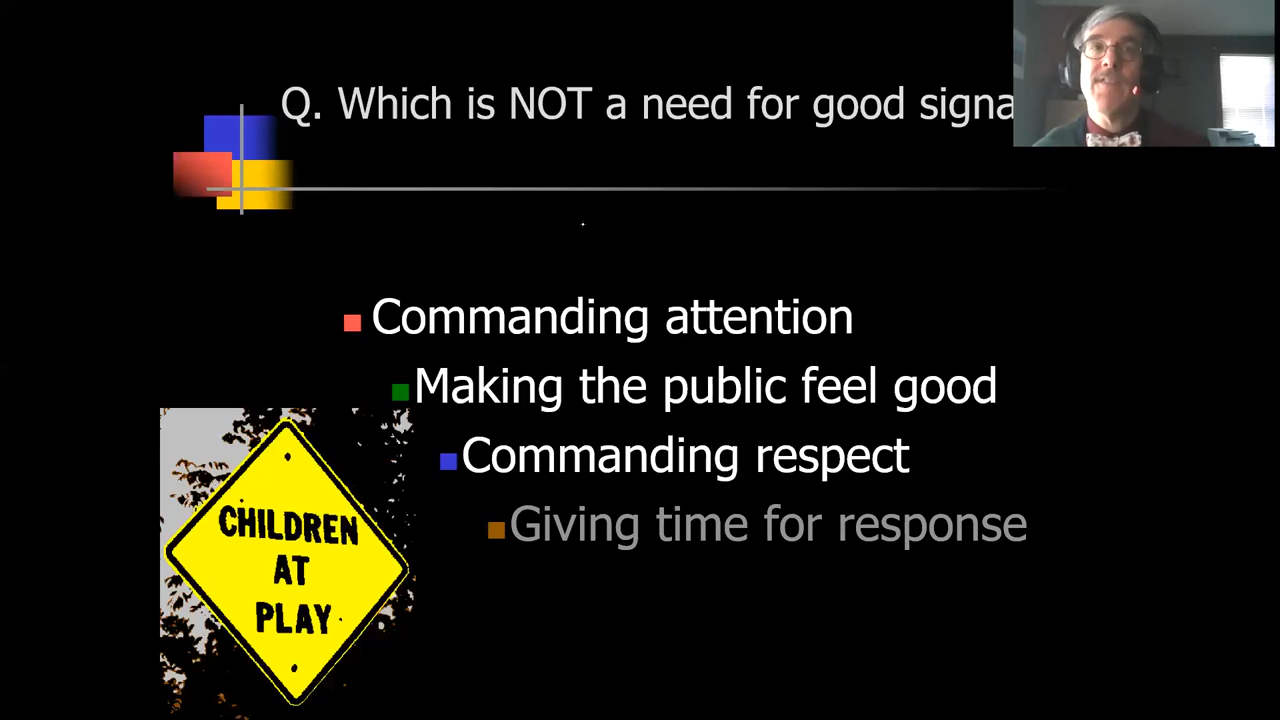 Q. Which is NOT a need for good signa
Commanding attention
Making the public feel good
Commanding respect
Giving time for response
CHILDREN
AT
PLAY